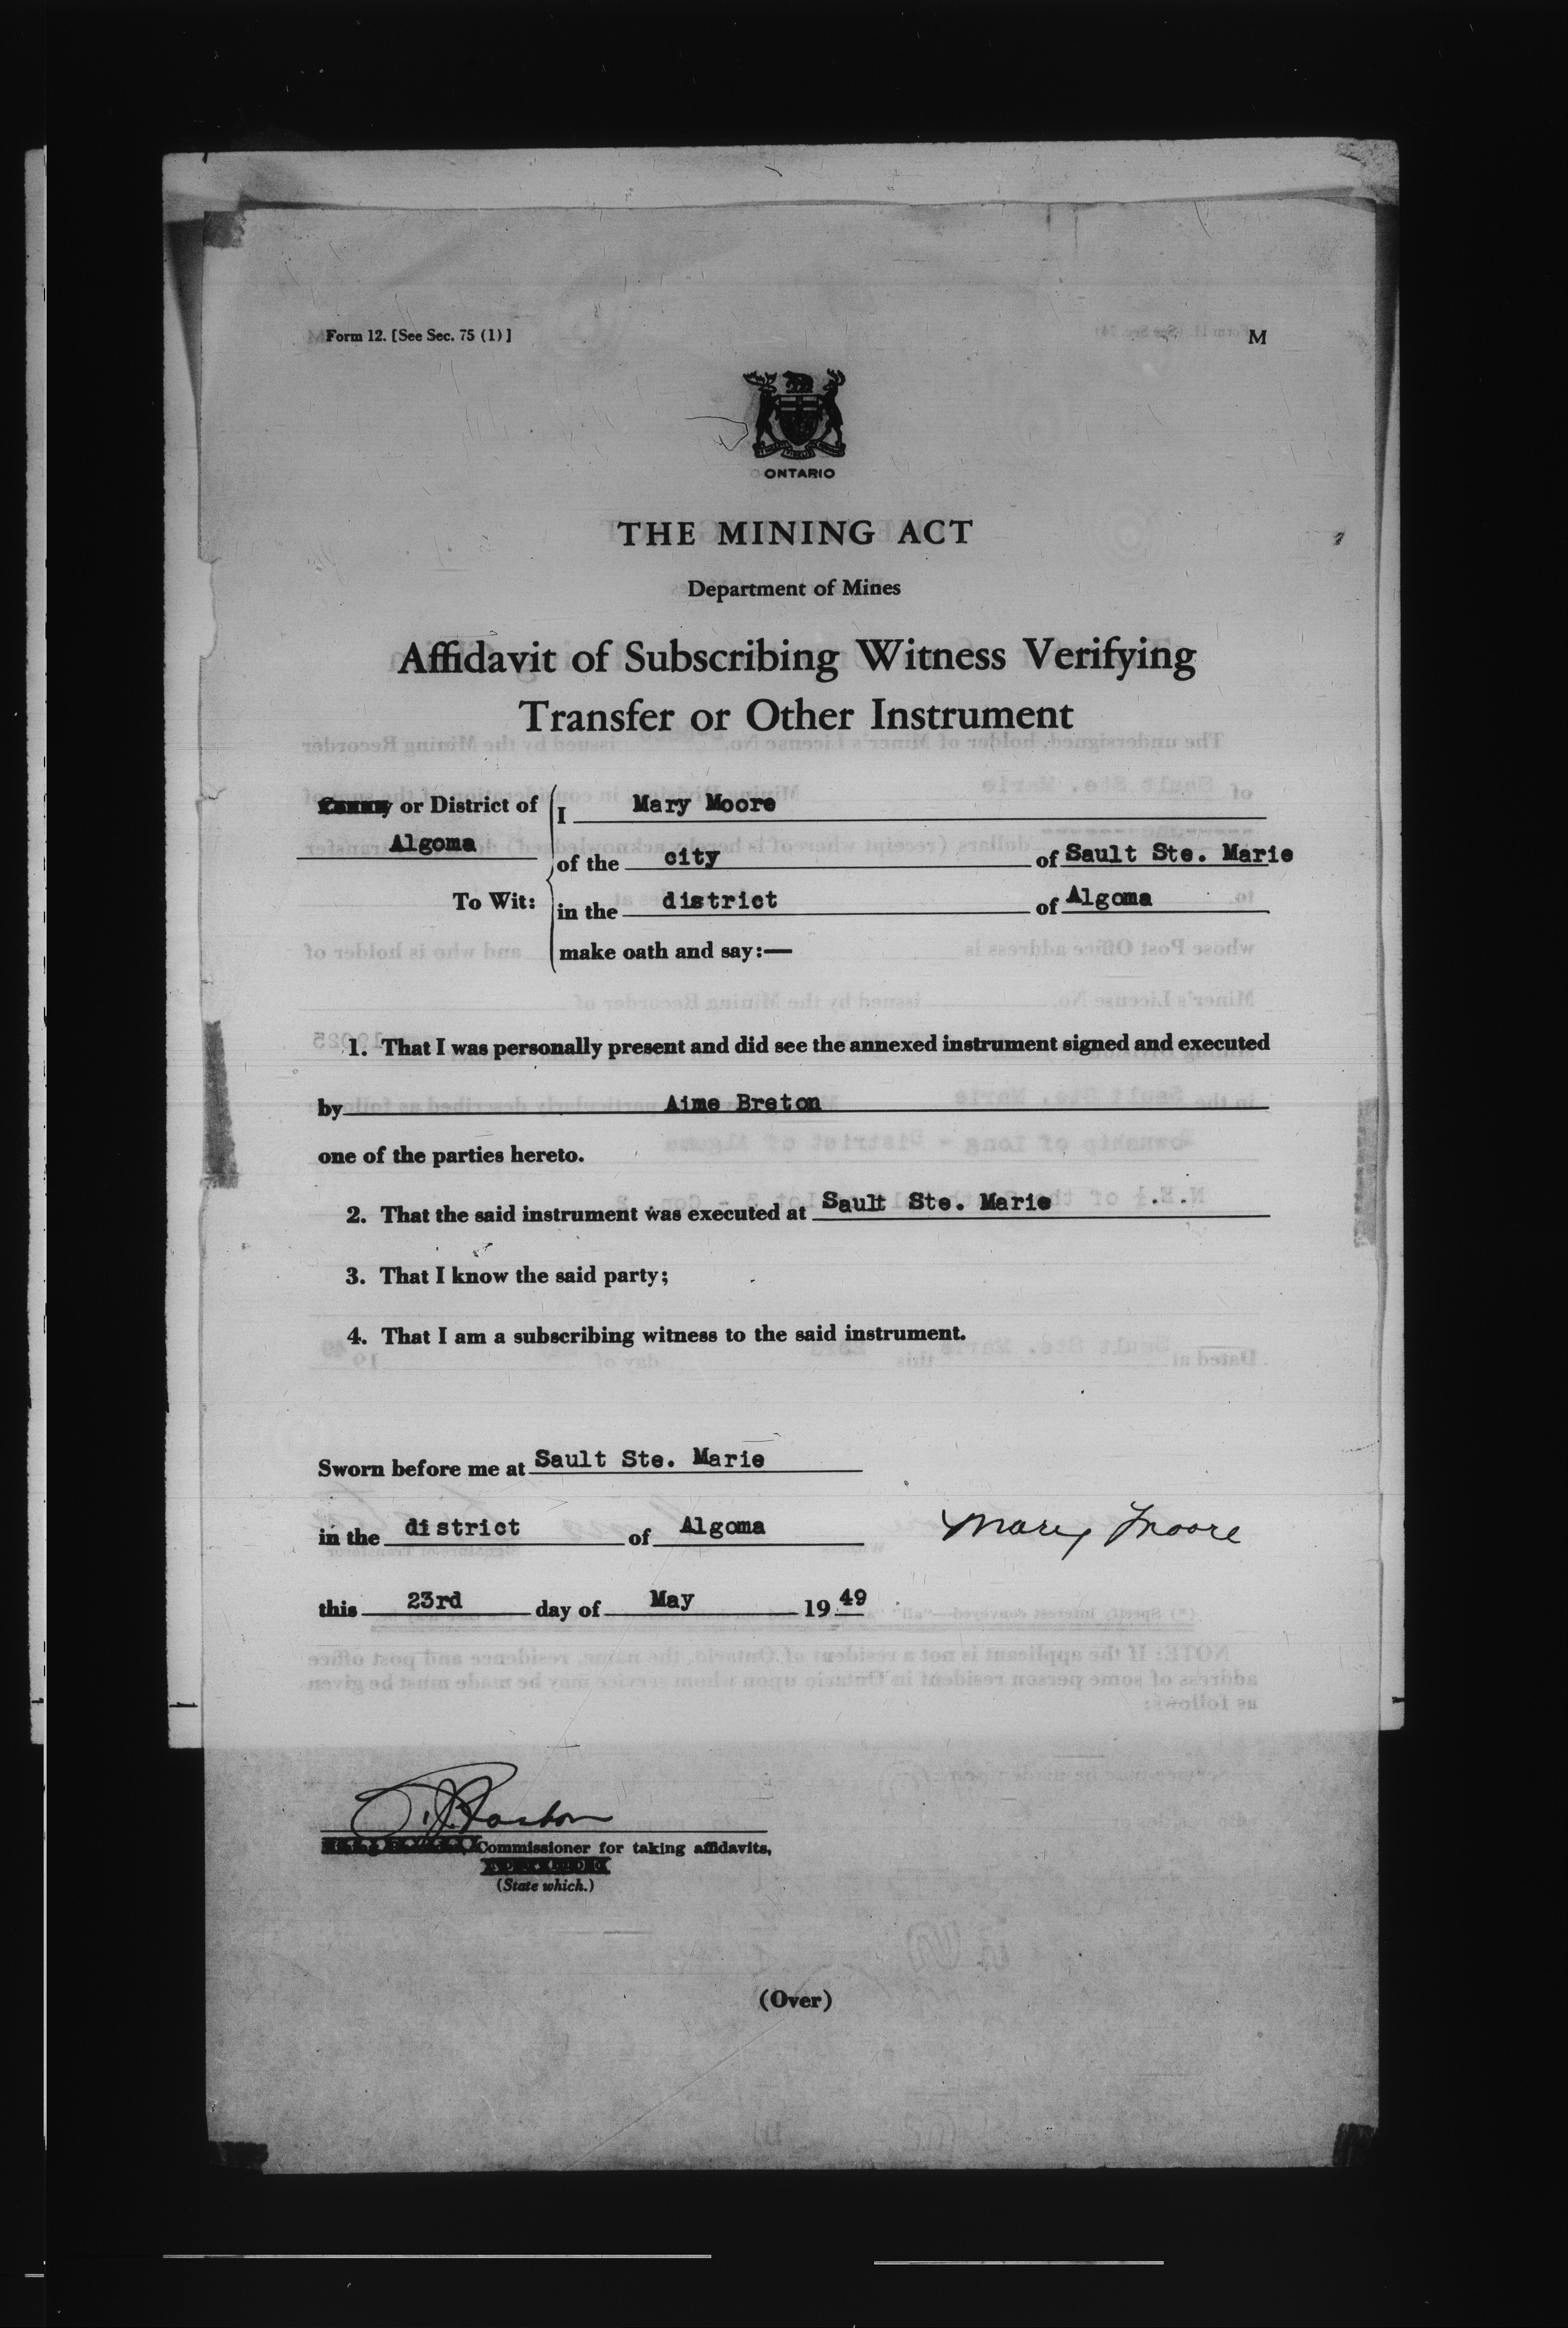 Form 12. [See Sec. 75 (1)]
M
ONTARIO
THE MINING ACT
Department of Mines
Affidavit of Subscribing Witness Verifying
Transfer or Other Instrument
County or District of
Algoma
To Wit:
I Mary Moore
of the city of Sault Ste. Marie
in the district of Algoma
make oath and say:—
1. That I was personally present and did see the annexed instrument signed and executed
by Aime Breton
one of the parties hereto.
2. That the said instrument was executed at Sault Ste. Marie
3. That I know the said party;
4. That I am a subscribing witness to the said instrument.
Sworn before me at Sault Ste. Marie
in the district of Algoma
Mary Moore
this 23rd day of May 1949
Commissioner for taking affidavits,
(State which.)
(Over)